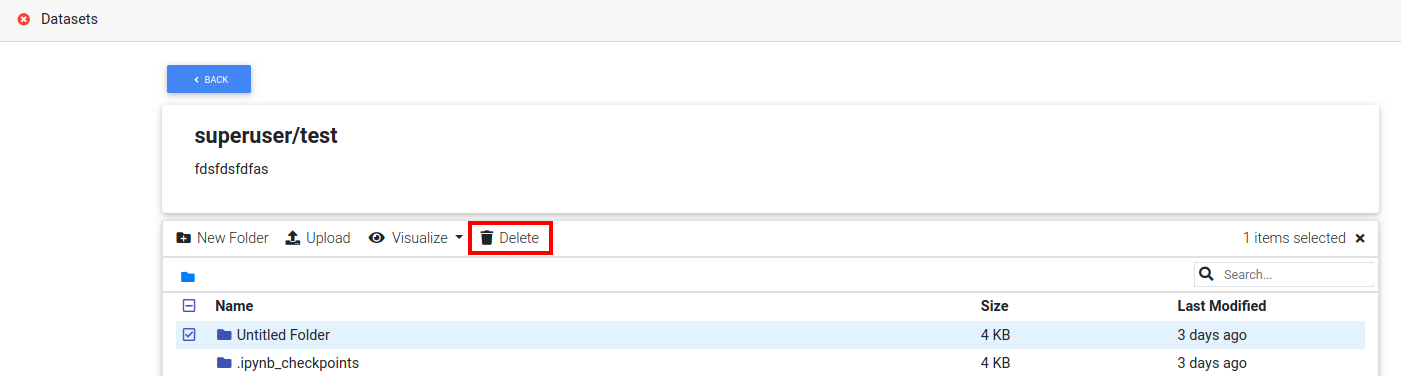 Datasets
BACK
superuser/test
fdsfdsfdfas
New Folder Upload Visualize Delete 1 items selected
Search...
Name Size Last Modified
Untitled Folder 4 KB 3 days ago
.ipynb_checkpoints 4 KB 3 days ago